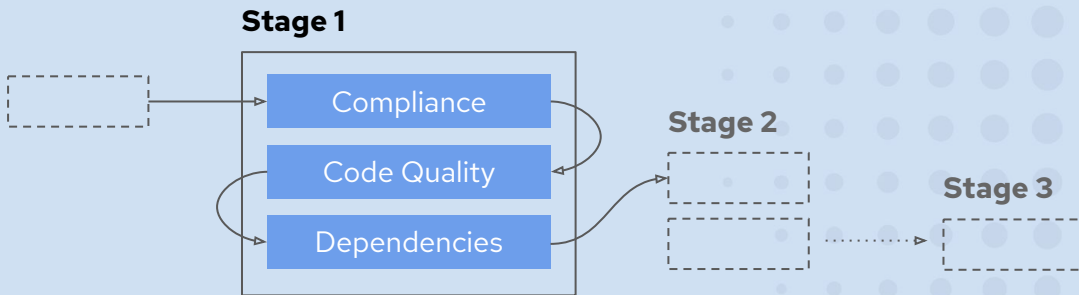 Stage 1
Compliance
Code Quality
Dependencies
Stage 2
Stage 3